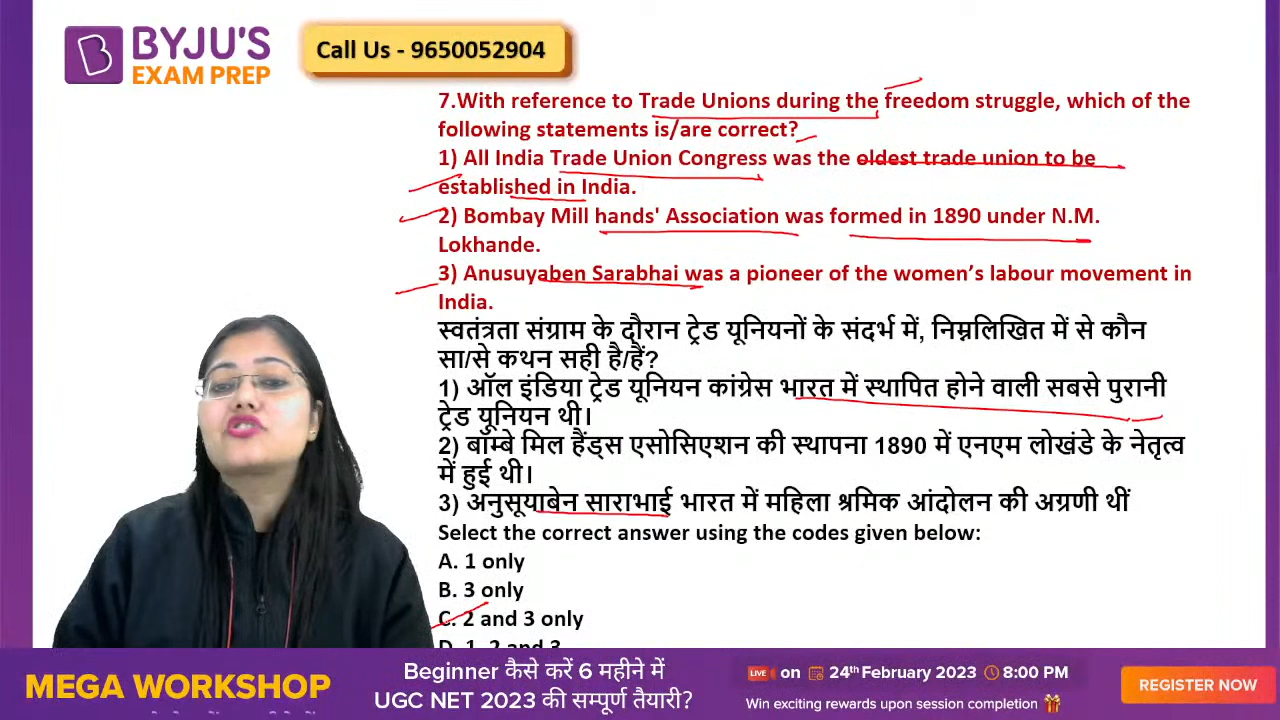 BYJU'S
EXAM PREP
Call Us - 9650052904
7.With reference to Trade Unions during the freedom struggle, which of the
following statements is/are correct?
1) All India Trade Union Congress was the oldest trade union to be
established in India.
2) Bombay Mill hands' Association was formed in 1890 under N.M.
Lokhande.
3) Anusuyaben Sarabhai was a pioneer of the women's labour movement in
India.
स्वतंत्रता संग्राम के दौरान ट्रेड यूनियनों के संदर्भ में, निम्नलिखित में से कौन
सा/से कथन सही है/हैं?
1) ऑल इंडिया ट्रेड यूनियन कांग्रेस भारत में स्थापित होने वाली सबसे पुरानी
ट्रेड यूनियन थी।
2) बॉम्बे मिल हैंड्स एसोसिएशन की स्थापना 1890 में एनएम लोखंडे के नेतृत्व
में हुई थी।
3) अनुसूयाबेन साराभाई भारत में महिला श्रमिक आंदोलन की अग्रणी थीं
Select the correct answer using the codes given below:
A. 1 only
B. 3 only
C. 2 and 3 only
D. 1, 2 and 3
MEGA WORKSHOP
Beginner कैसे करें 6 महीने में
UGC NET 2023 की सम्पूर्ण तैयारी?
LIVE on 24th February 2023 8:00 PM
Win exciting rewards upon session completion
REGISTER NOW